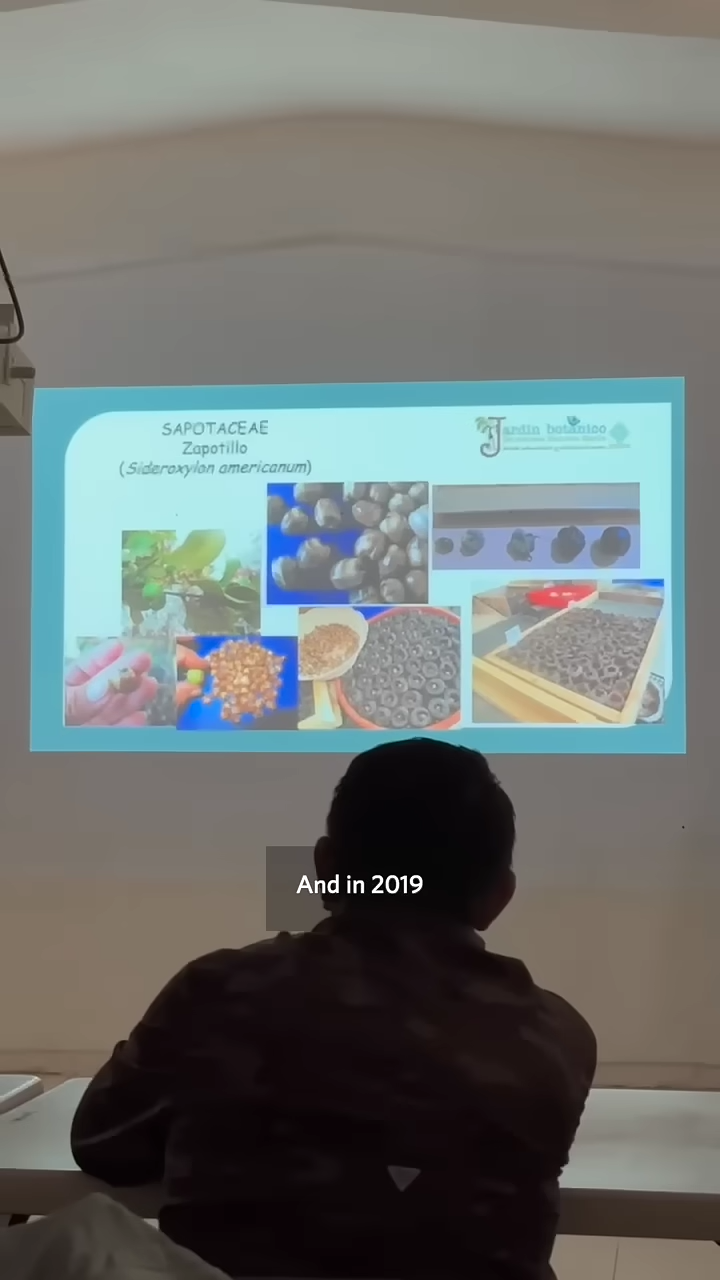 SAPOTACEAE
Zapotillo
(Sideroxylon americanum)
Jardín botánico
And in 2019